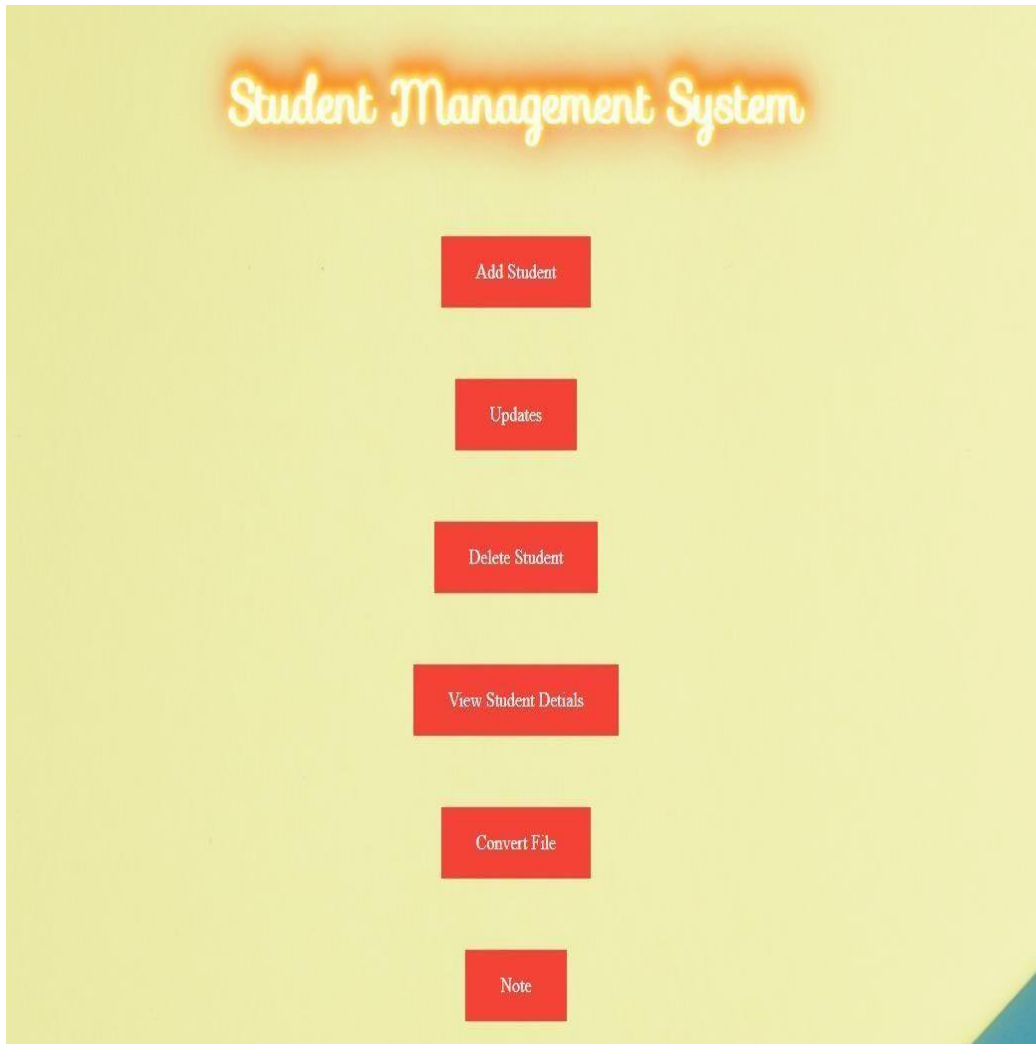 Student Management System
Add Student
Updates
Delete Student
View Student Detials
Convert File
Note